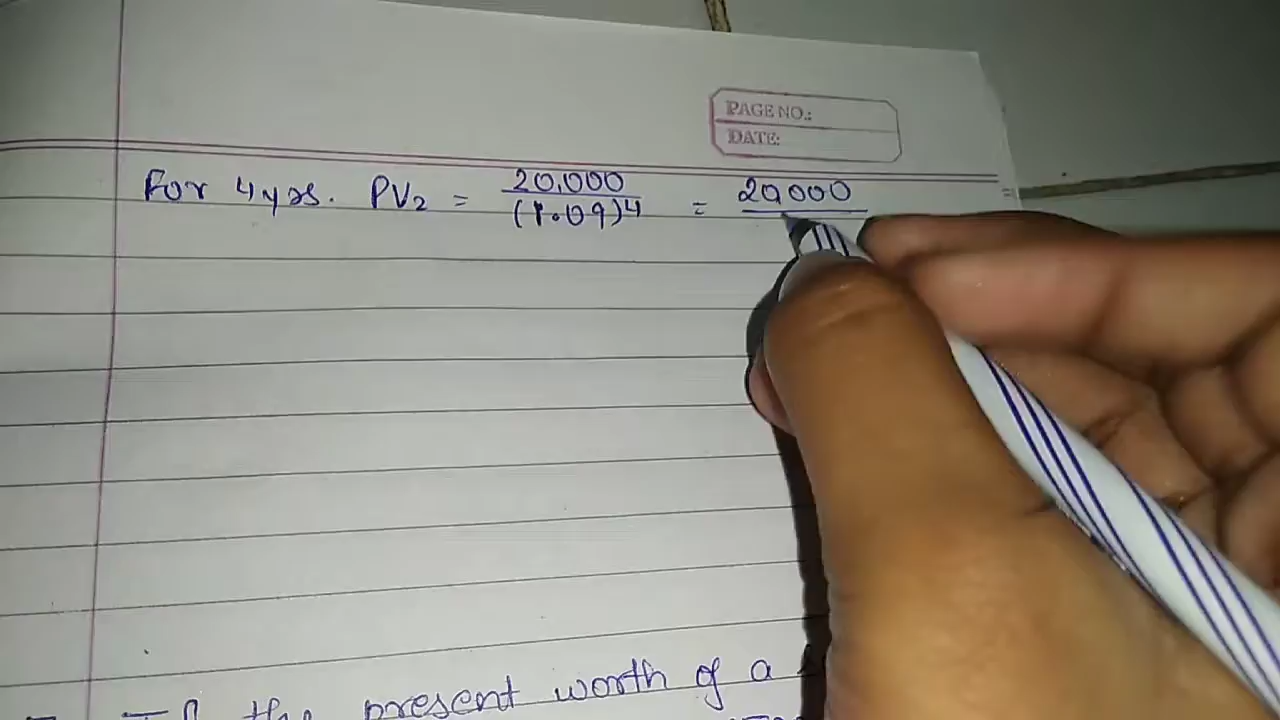 PAGE NO.:
DATE:
For 4yrs. PV₂ = 20,000 / (1.09)4 = 20000
the present worth of a